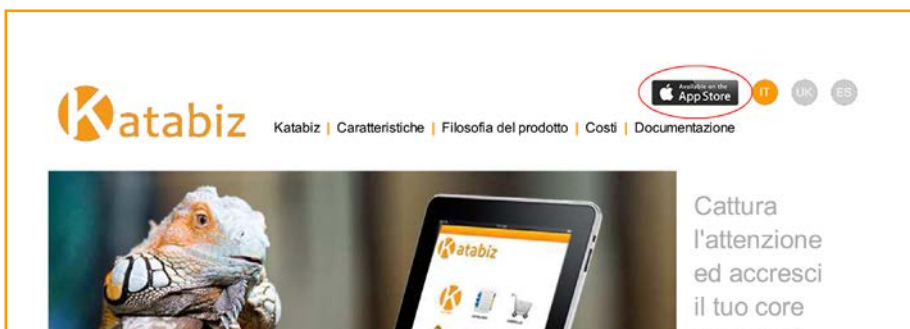 Available on the
App Store
IT UK ES
Katabiz
Katabiz | Caratteristiche | Filosofia del prodotto | Costi | Documentazione
Cattura
l'attenzione
ed accresci
il tuo core
Katabiz